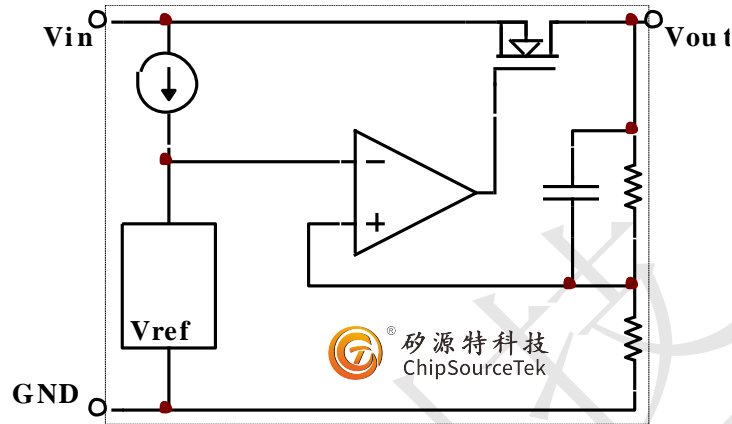 Vin
Vout
−
+
Vref
® 矽源特科技
ChipSourceTek
GND